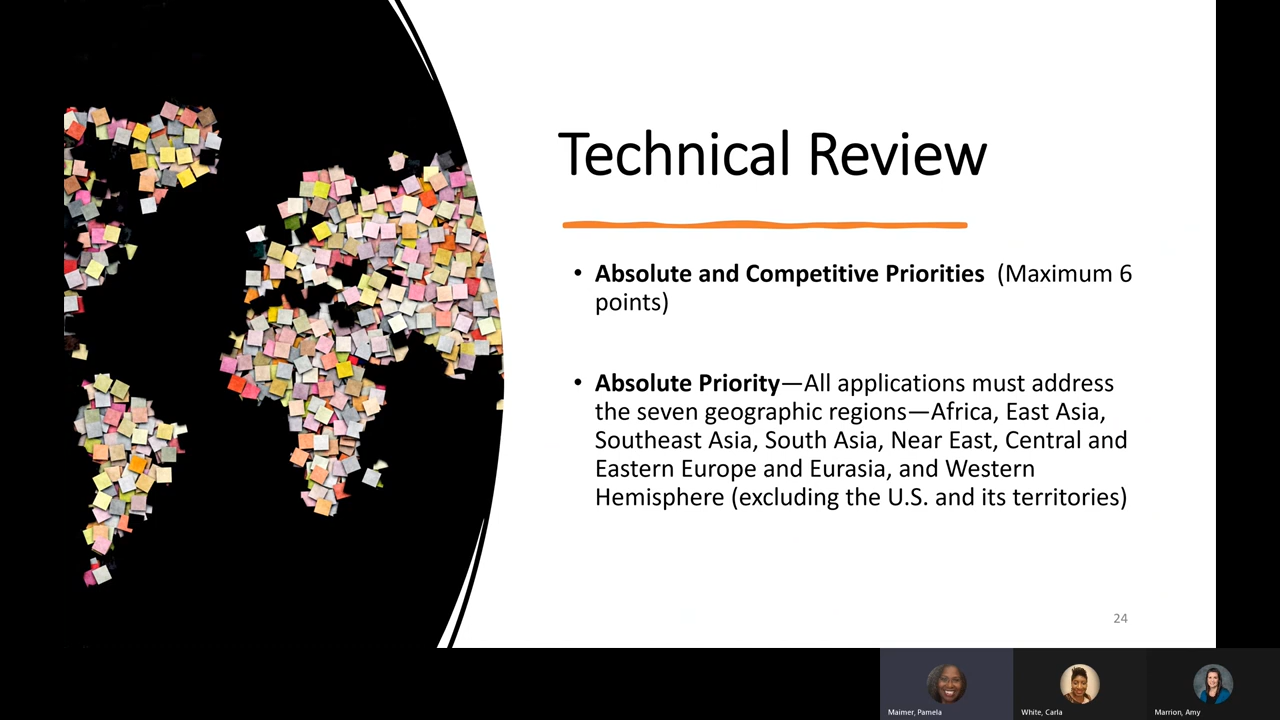 Technical Review
• Absolute and Competitive Priorities (Maximum 6
points)
• Absolute Priority—All applications must address
the seven geographic regions—Africa, East Asia,
Southeast Asia, South Asia, Near East, Central and
Eastern Europe and Eurasia, and Western
Hemisphere (excluding the U.S. and its territories)
24
Maimer, Pamela
White, Carla
Marrion, Amy